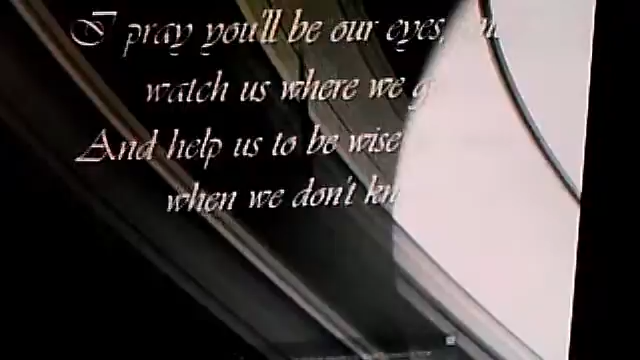 I pray you'll be our eyes,
watch us where we
And help us to be wise
when we don't